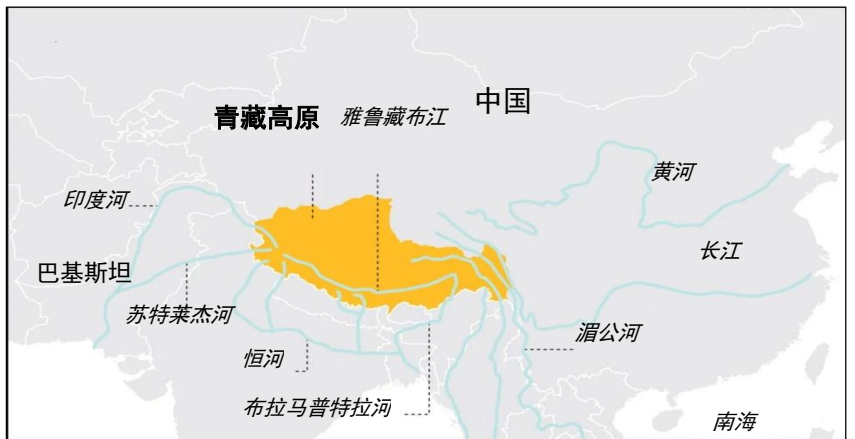 中国
青藏高原
雅鲁藏布江
黄河
印度河
长江
巴基斯坦
苏特莱杰河
湄公河
恒河
布拉马普特拉河
南海